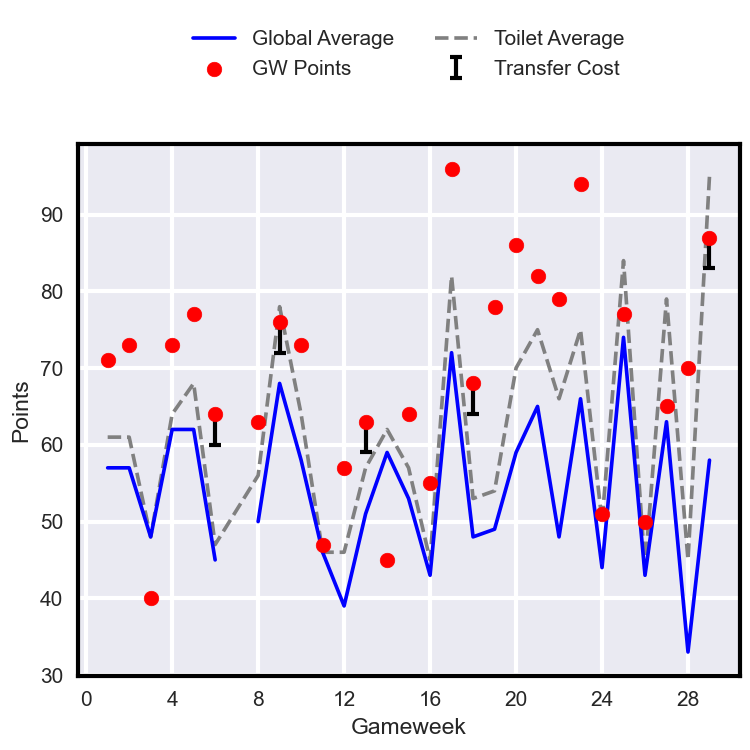 Global Average
Toilet Average
GW Points
Transfer Cost
90
80
70
60
50
40
30
Points
0 4 8 12 16 20 24 28
Gameweek